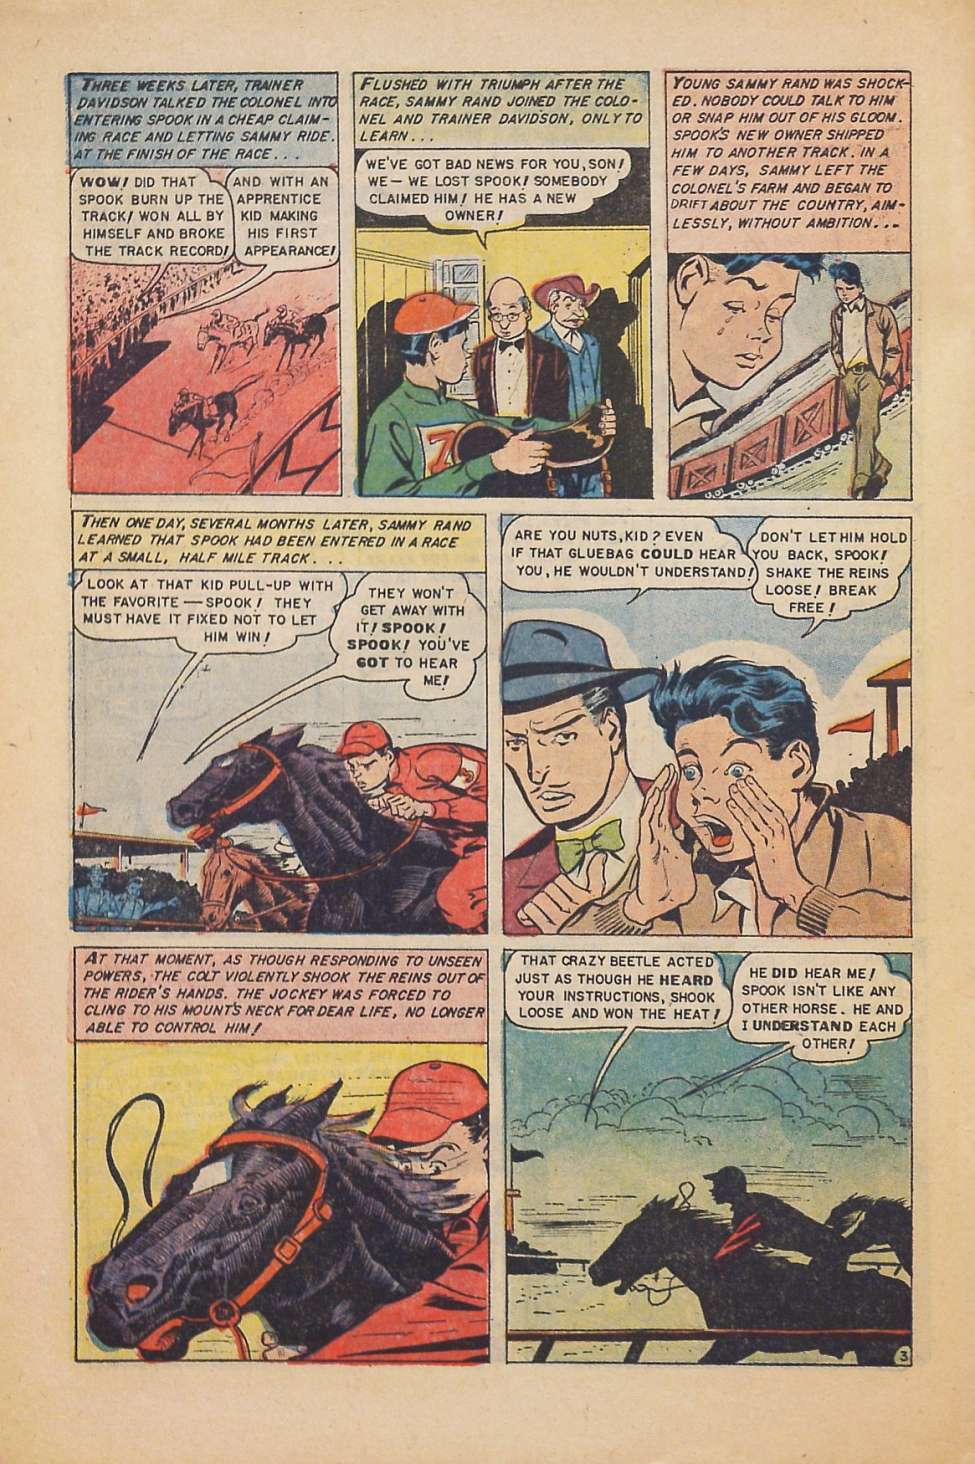 THREE WEEKS LATER, TRAINER
DAVIDSON TALKED THE COLONEL INTO
ENTERING SPOOK IN A CHEAP CLAIM-
ING RACE AND LETTING SAMMY RIDE.
AT THE FINISH OF THE RACE...
WOW! DID THAT
SPOOK BURN UP THE
TRACK! WON ALL BY
HIMSELF AND BROKE
THE TRACK RECORD!
AND WITH AN
APPRENTICE
KID MAKING
HIS FIRST
APPEARANCE!
FLUSHED WITH TRIUMPH AFTER THE
RACE, SAMMY RAND JOINED THE COLO-
NEL AND TRAINER DAVIDSON, ONLY TO
LEARN...
WE'VE GOT BAD NEWS FOR YOU, SON!
WE — WE LOST SPOOK! SOMEBODY
CLAIMED HIM! HE HAS A NEW
OWNER!
7
YOUNG SAMMY RAND WAS SHOCK-
ED. NOBODY COULD TALK TO HIM
OR SNAP HIM OUT OF HIS GLOOM.
SPOOK'S NEW OWNER SHIPPED
HIM TO ANOTHER TRACK. IN A
FEW DAYS, SAMMY LEFT THE
COLONEL'S FARM AND BEGAN TO
DRIFT ABOUT THE COUNTRY, AIM-
LESSLY, WITHOUT AMBITION...
THEN ONE DAY, SEVERAL MONTHS LATER, SAMMY RAND
LEARNED THAT SPOOK HAD BEEN ENTERED IN A RACE
AT A SMALL, HALF MILE TRACK...
LOOK AT THAT KID PULL-UP WITH
THE FAVORITE — SPOOK! THEY
MUST HAVE IT FIXED NOT TO LET
HIM WIN!
THEY WON'T
GET AWAY WITH
IT! SPOOK!
SPOOK! YOU'VE
GOT TO HEAR
ME!
3
ARE YOU NUTS, KID? EVEN
IF THAT GLUEBAG COULD HEAR
YOU, HE WOULDN'T UNDERSTAND!
DON'T LET HIM HOLD
YOU BACK, SPOOK!
SHAKE THE REINS
LOOSE! BREAK
FREE!
AT THAT MOMENT, AS THOUGH RESPONDING TO UNSEEN
POWERS, THE COLT VIOLENTLY SHOOK THE REINS OUT OF
THE RIDER'S HANDS. THE JOCKEY WAS FORCED TO
CLING TO HIS MOUNT'S NECK FOR DEAR LIFE, NO LONGER
ABLE TO CONTROL HIM!
THAT CRAZY BEETLE ACTED
JUST AS THOUGH HE HEARD
YOUR INSTRUCTIONS, SHOOK
LOOSE AND WON THE HEAT!
HE DID HEAR ME!
SPOOK ISN'T LIKE ANY
OTHER HORSE. HE AND
I UNDERSTAND EACH
OTHER!
3